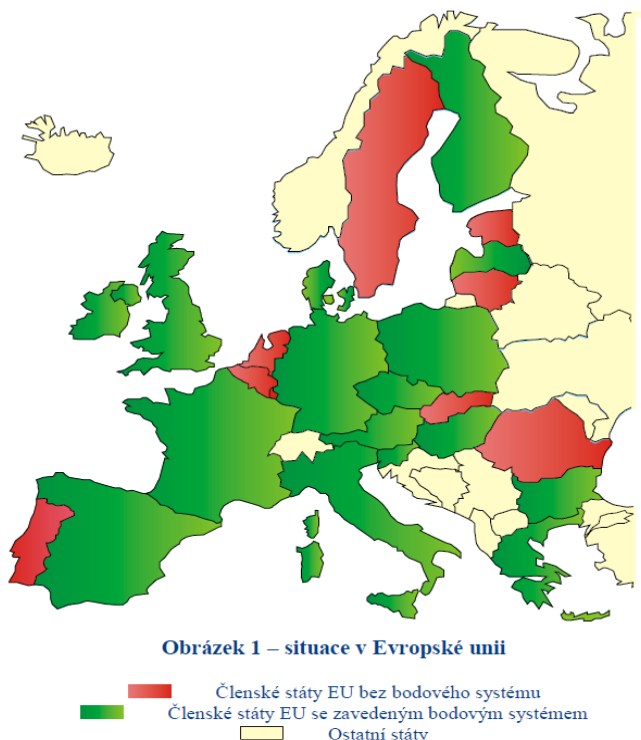 Obrázek 1 – situace v Evropské unii
Členské státy EU bez bodového systému
Členské státy EU se zavedeným bodovým systémem
Ostatní státy